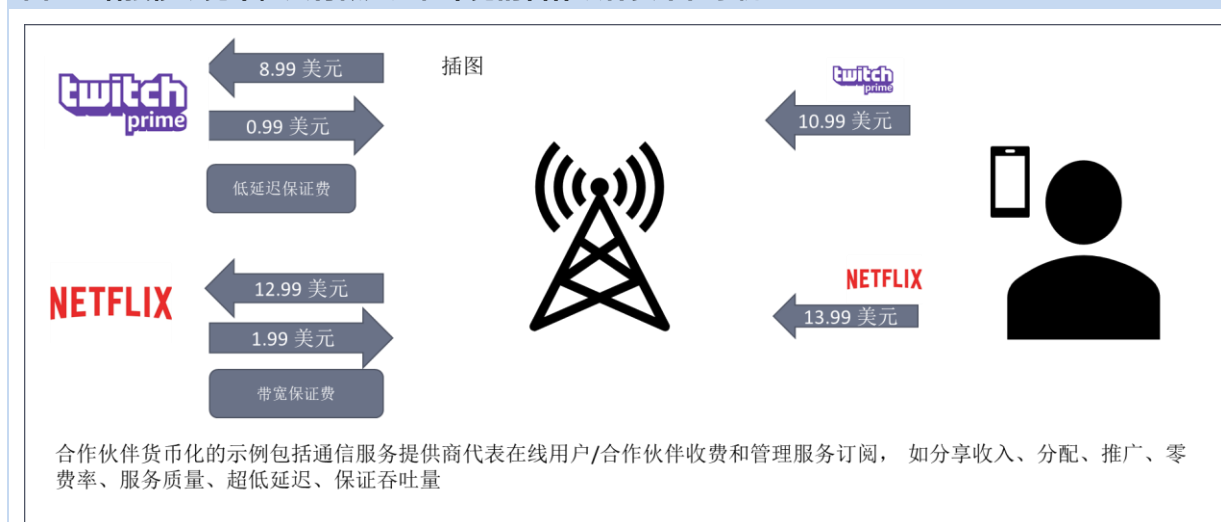 8.99 美元
插图
twitch
prime
twitch
prime
0.99 美元
10.99 美元
低延迟保证费
NETFLIX
12.99 美元
NETFLIX
1.99 美元
13.99 美元
带宽保证费
合作伙伴货币化的示例包括通信服务提供商代表在线用户/合作伙伴收费和管理服务订阅， 如分享收入、分配、推广、零
费率、服务质量、超低延迟、保证吞吐量